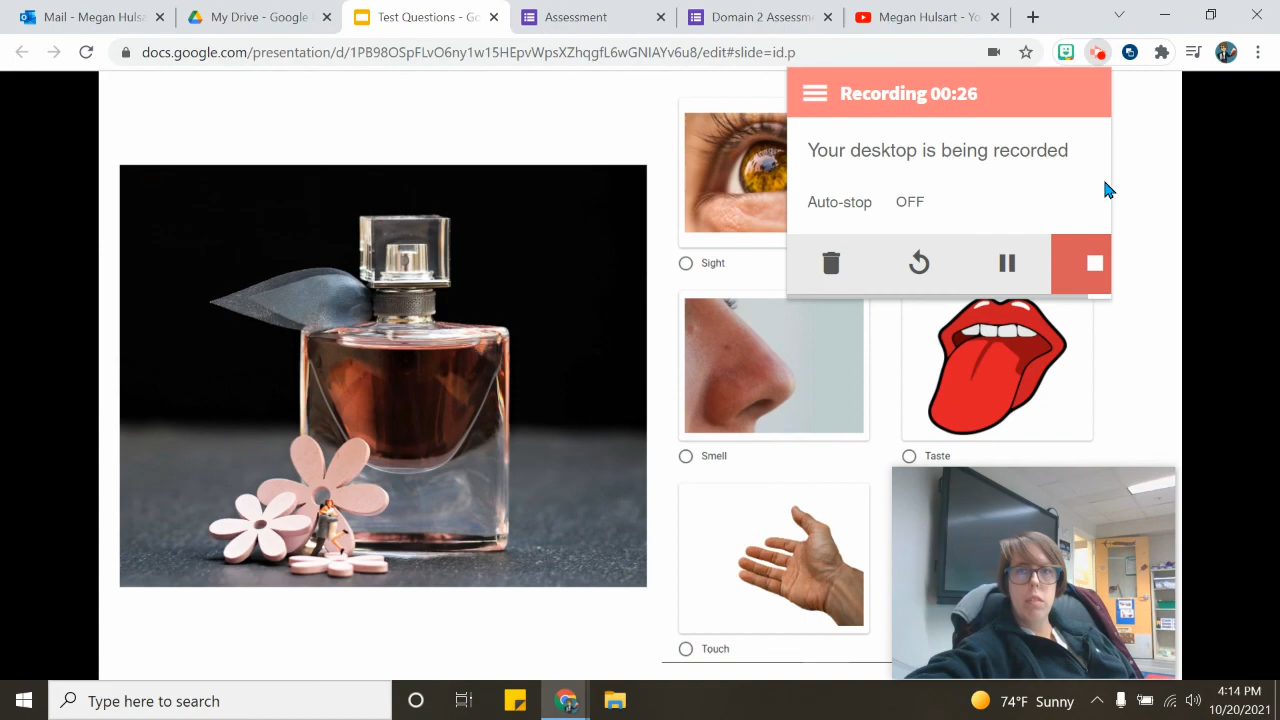 Mail - Megan Hulsa
My Drive - Google
Test Questions - Go
Assessment
Domain 2 Assessm
Megan Hulsart - Yo
docs.google.com/presentation/d/1PB98OSpFLvO6ny1w15HEpvWpsXZhqgfL6wGNIAYv6u8/edit#slide=id.p
Recording 00:26
Your desktop is being recorded
Auto-stop OFF
Sight
Smell
Taste
Touch
Type here to search
74°F Sunny
4:14 PM
10/20/2021